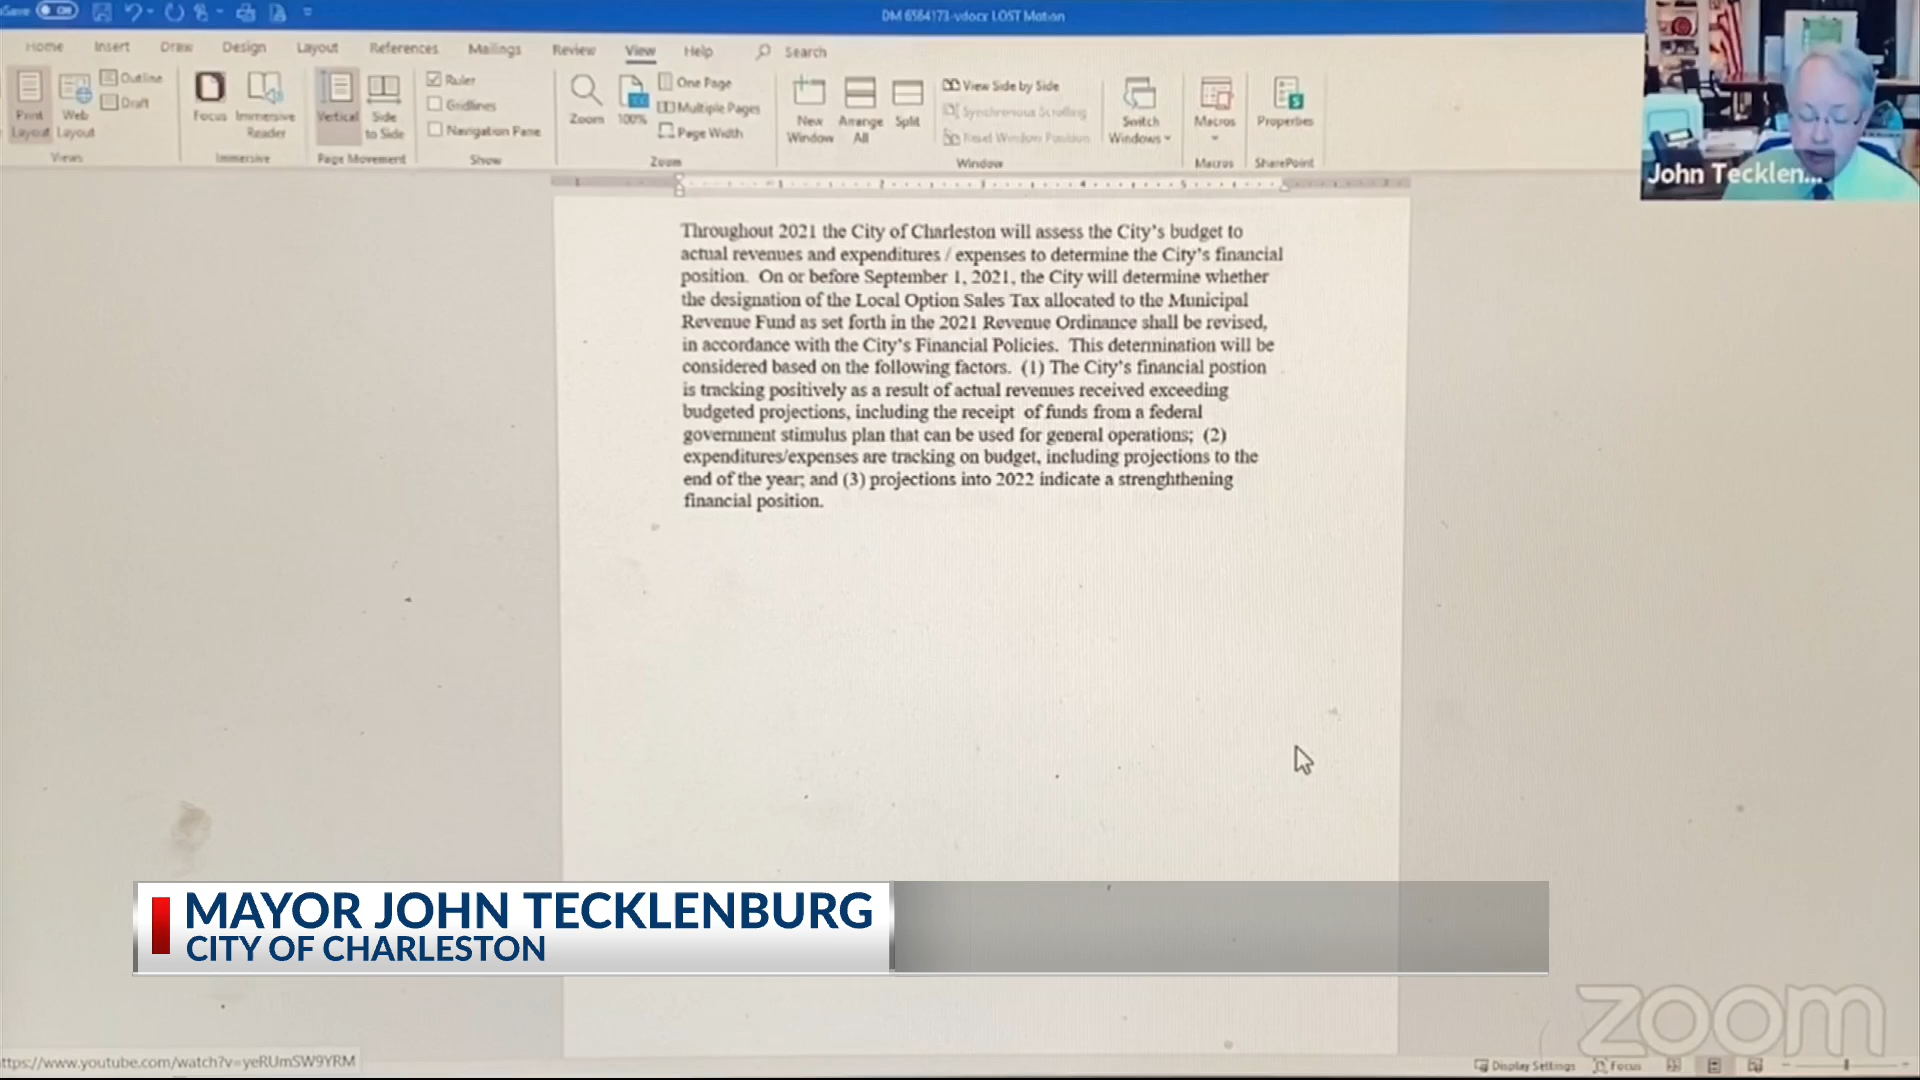 DM 6564173-vdocx LOST Motion
Home Insert Draw Design Layout References Mailings Review View Help Search
Print Layout
Web Layout
Outline
Draft
Views
Focus
Immersive Reader
Immersive
Vertical
Side to Side
Page Movement
Ruler
Gridlines
Navigation Pane
Show
Zoom
100%
One Page
Multiple Pages
Page Width
Zoom
New Window
Arrange All
Split
View Side by Side
Synchronous Scrolling
Reset Window Position
Window
Switch Windows
Macros
Macros
Properties
SharePoint
John Tecklen...
Throughout 2021 the City of Charleston will assess the City's budget to
actual revenues and expenditures / expenses to determine the City's financial
position. On or before September 1, 2021, the City will determine whether
the designation of the Local Option Sales Tax allocated to the Municipal
Revenue Fund as set forth in the 2021 Revenue Ordinance shall be revised,
in accordance with the City's Financial Policies. This determination will be
considered based on the following factors. (1) The City's financial postion
is tracking positively as a result of actual revenues received exceeding
budgeted projections, including the receipt of funds from a federal
government stimulus plan that can be used for general operations; (2)
expenditures/expenses are tracking on budget, including projections to the
end of the year; and (3) projections into 2022 indicate a strenghthening
financial position.
MAYOR JOHN TECKLENBURG
CITY OF CHARLESTON
zoom
ttps://www.youtube.com/watch?v=yeRUmSW9YRM
Display Settings Focus